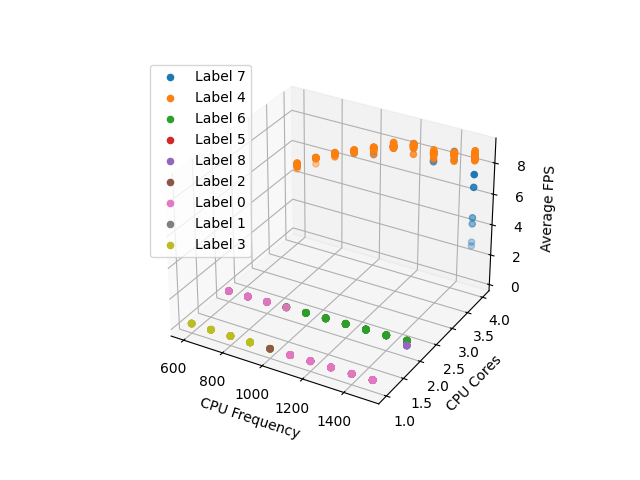 Label 7
Label 4
Label 6
Label 5
Label 8
Label 2
Label 0
Label 1
Label 3
8
6
4
2
0
Average FPS
4.0
3.5
3.0
2.5
2.0
1.5
1.0
CPU Cores
600
800
1000
1200
1400
CPU Frequency